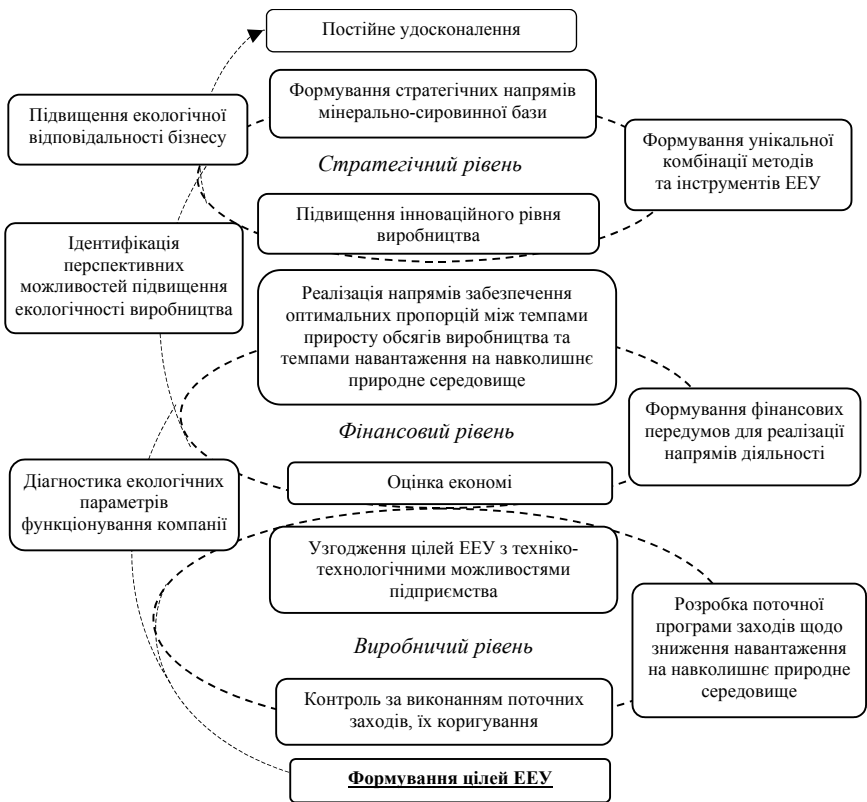 Постійне удосконалення
Формування стратегічних напрямів
мінерально-сировинної бази
Підвищення екологічної
відповідальності бізнесу
Формування унікальної
комбінації методів
та інструментів ЕЕУ
Стратегічний рівень
Підвищення інноваційного рівня
виробництва
Ідентифікація
перспективних
можливостей підвищення
екологічності виробництва
Реалізація напрямів забезпечення
оптимальних пропорцій між темпами
приросту обсягів виробництва та
темпами навантаження на навколишнє
природне середовище
Формування фінансових
передумов для реалізації
напрямів діяльності
Фінансовий рівень
Оцінка економі
Діагностика екологічних
параметрів
функціонування компанії
Узгодження цілей ЕЕУ з техніко-
технологічними можливостями
підприємства
Розробка поточної
програми заходів щодо
зниження навантаження
на навколишнє природне
середовище
Виробничий рівень
Контроль за виконанням поточних
заходів, їх коригування
Формування цілей ЕЕУ